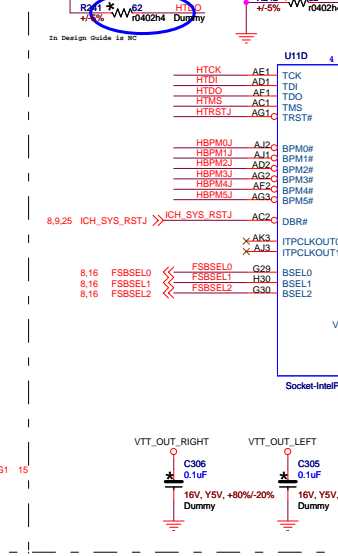 R241 62 HTDO
+/-5% r0402h4 Dummy
In Design Guide is NC
+/-5% r0402h
U11D 4
HTCK AE1 TCK
HTDI AD1 TDI
HTDO AF1 TDO
HTMS AC1 TMS
HTRSTJ AG1 TRST#
HBPM0J AJ2 BPM0#
HBPM1J AJ1 BPM1#
HBPM2J AD2 BPM2#
HBPM3J AG2 BPM3#
HBPM4J AF2 BPM4#
HBPM5J AG3 BPM5#
8,9,25 ICH_SYS_RSTJ ICH_SYS_RSTJ AC2 DBR#
AK3 ITPCLKOUT0
AJ3 ITPCLKOUT1
8,16 FSBSEL0 FSBSEL0 G29 BSEL0
8,16 FSBSEL1 FSBSEL1 H30 BSEL1
8,16 FSBSEL2 FSBSEL2 G30 BSEL2
V
Socket-IntelP
VTT_OUT_RIGHT VTT_OUT_LEFT
C306 C305
0.1uF 0.1uF
G1 15
16V, Y5V, +80%/-20% 16V, Y5V,
Dummy Dummy